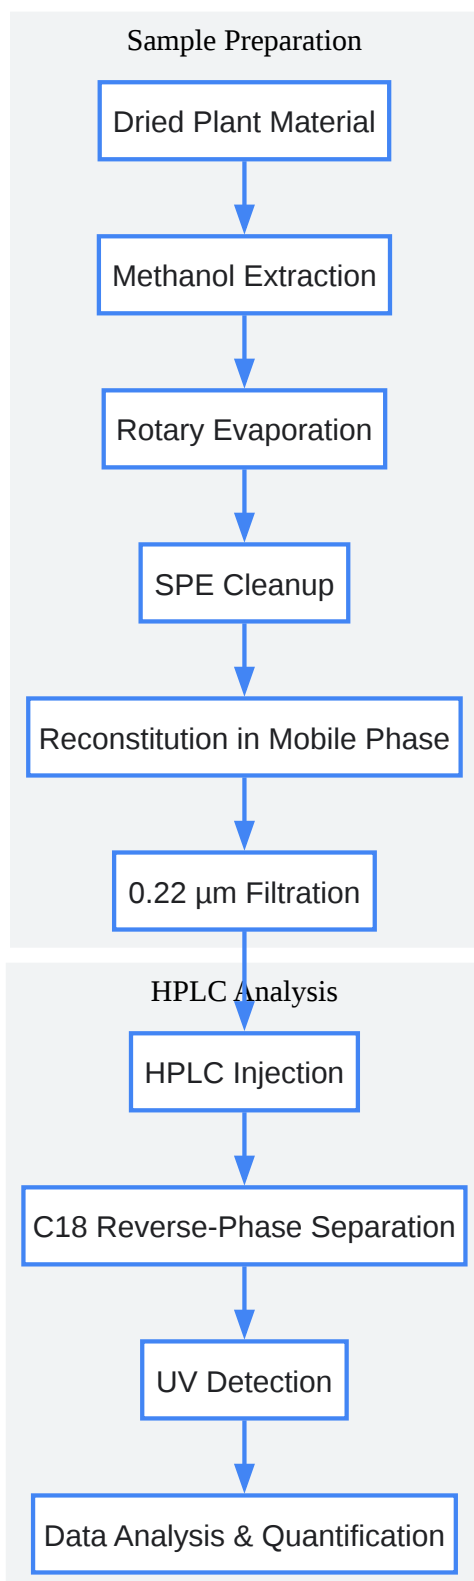 Sample Preparation
Dried Plant Material
Methanol Extraction
Rotary Evaporation
SPE Cleanup
Reconstitution in Mobile Phase
0.22 µm Filtration
HPLC Analysis
HPLC Injection
C18 Reverse-Phase Separation
UV Detection
Data Analysis & Quantification